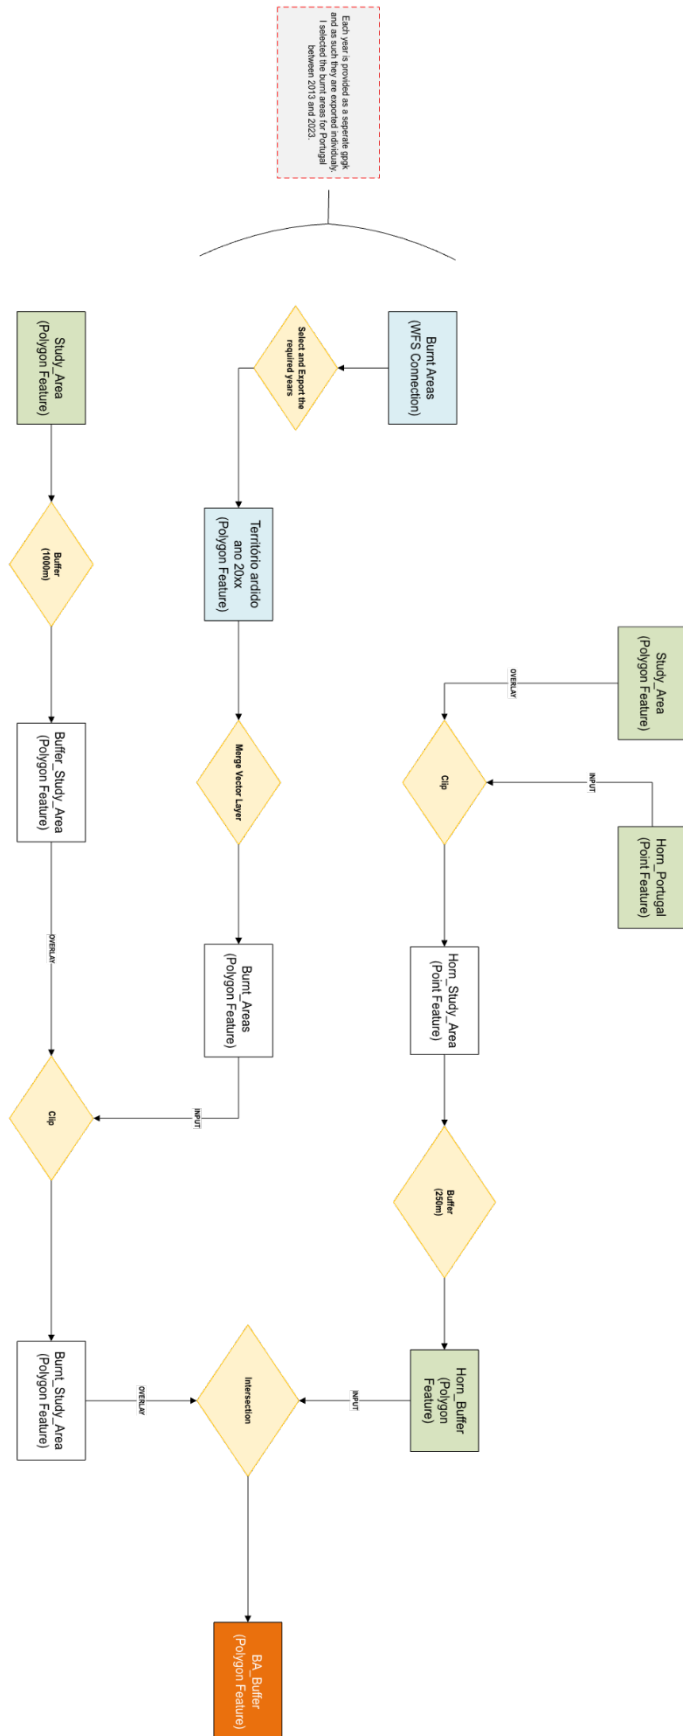 Study_Area
(Polygon Feature)
Horn_Portugal
(Point Feature)
OVERLAY
INPUT
Clip
Horn_Study_Area
(Point Feature)
Buffer
(250m)
Horn_Buffer
(Polygon
Feature)
Each year is provided as a seperate gpgk
and as such they are exported individualy.
I selected the burnt areas for Portugal
between 2013 and 2023.
Burnt Areas
(WFS Connection)
Select and Export the
required years
Território ardido
ano 20xx
(Polygon Feature)
Merge Vector Layer
Burnt_Areas
(Polygon Feature)
INPUT
INPUT
Intersection
BA_Buffer
(Polygon Feature)
OVERLAY
Study_Area
(Polygon Feature)
Buffer
(1000m)
Buffer_Study_Area
(Polygon Feature)
OVERLAY
Clip
Burnt_Study_Area
(Polygon Feature)